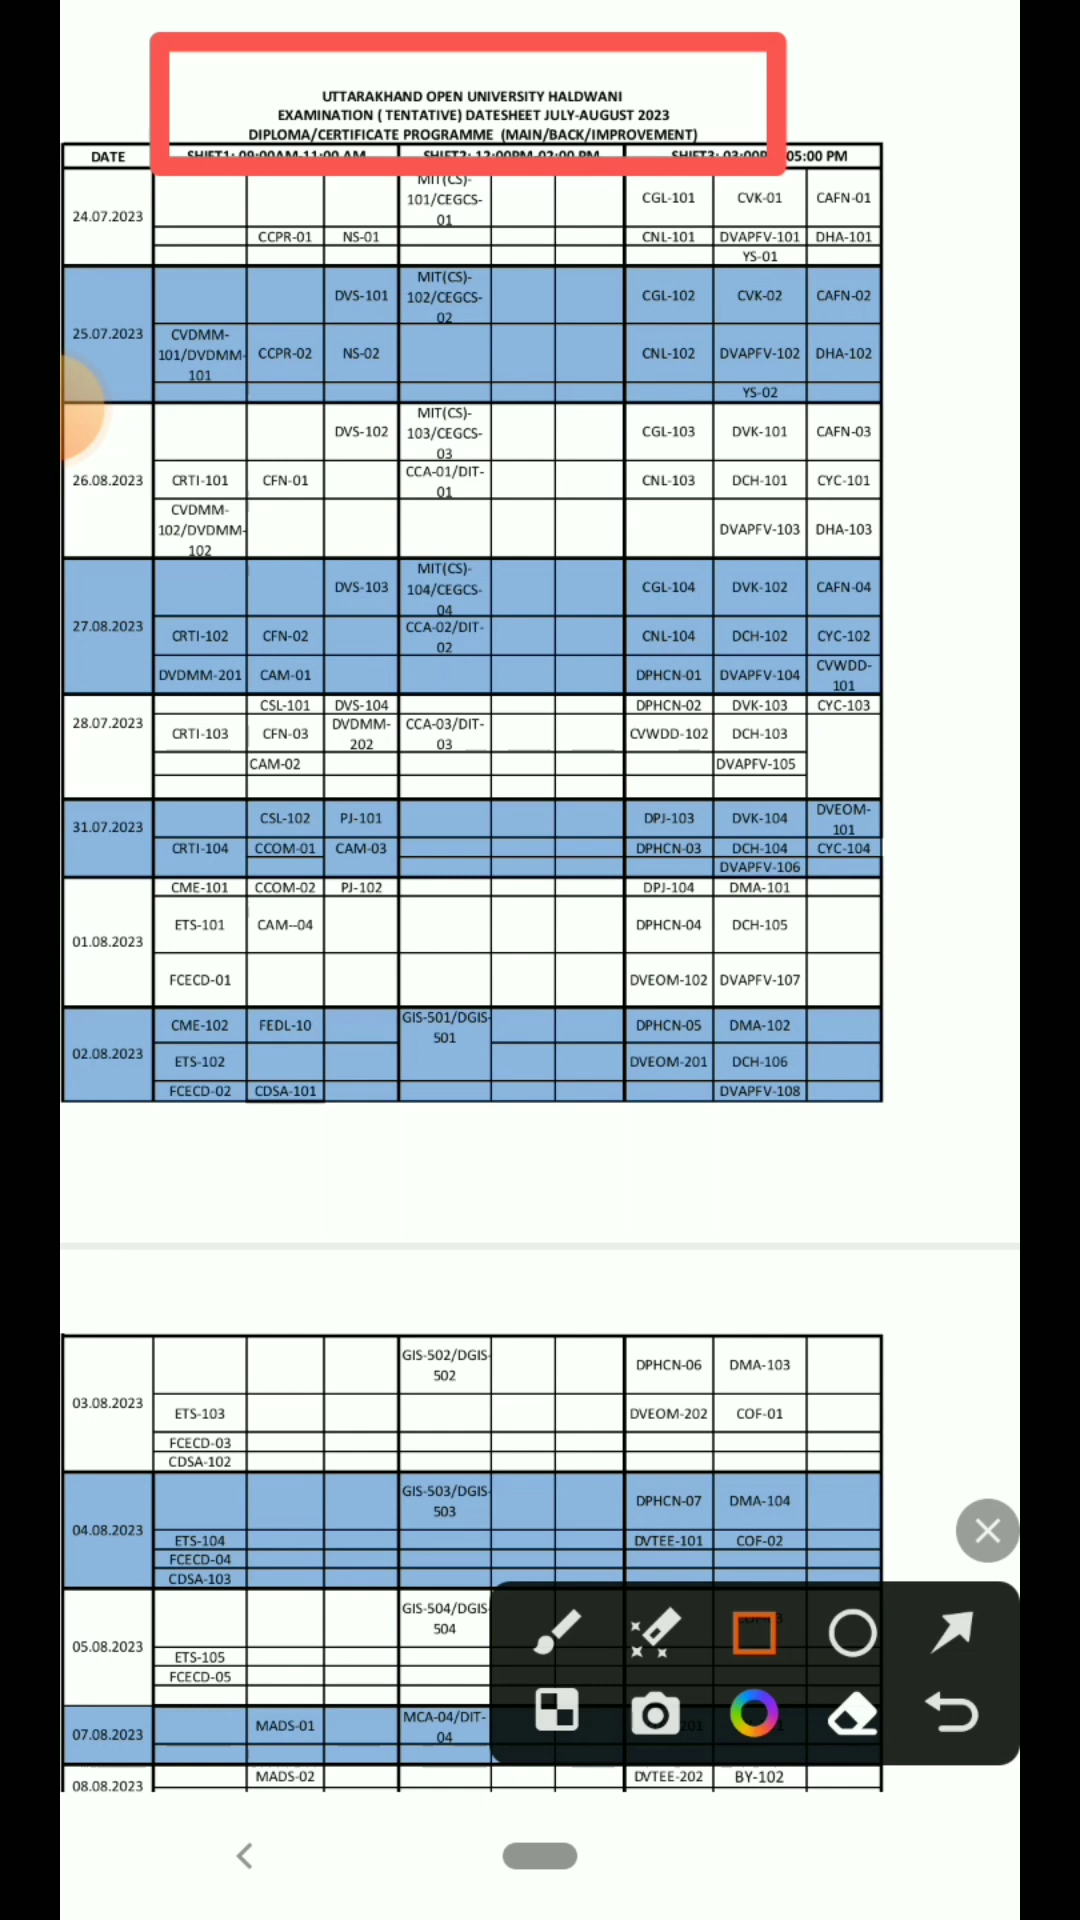 UTTARAKHAND OPEN UNIVERSITY HALDWANI
EXAMINATION ( TENTATIVE) DATESHEET JULY-AUGUST 2023
DIPLOMA/CERTIFICATE PROGRAMME (MAIN/BACK/IMPROVEMENT)
DATE SHIFT1: 09:00AM-11:00 AM SHIFT2: 12:00PM-02:00 PM SHIFT3: 03:00P 05:00 PM
24.07.2023
MIT(CS)-
101/CEGCS-
01
CGL-101 CVK-01 CAFN-01
CCPR-01 NS-01 CNL-101 DVAPFV-101 DHA-101
YS-01
25.07.2023
DVS-101
MIT(CS)-
102/CEGCS-
02
CGL-102 CVK-02 CAFN-02
CVDMM-
101/DVDMM-
101
CCPR-02 NS-02 CNL-102 DVAPFV-102 DHA-102
YS-02
26.08.2023
DVS-102
MIT(CS)-
103/CEGCS-
03
CGL-103 DVK-101 CAFN-03
CRTI-101 CFN-01
CCA-01/DIT-
01
CNL-103 DCH-101 CYC-101
CVDMM-
102/DVDMM-
102
DVAPFV-103 DHA-103
27.08.2023
DVS-103
MIT(CS)-
104/CEGCS-
04
CGL-104 DVK-102 CAFN-04
CRTI-102 CFN-02
CCA-02/DIT-
02
CNL-104 DCH-102 CYC-102
DVDMM-201 CAM-01 DPHCN-01 DVAPFV-104
CVWDD-
101
28.07.2023
CSL-101 DVS-104 DPHCN-02 DVK-103 CYC-103
CRTI-103 CFN-03
DVDMM-
202
CCA-03/DIT-
03
CVWDD-102 DCH-103
CAM-02 DVAPFV-105
31.07.2023
CSL-102 PJ-101 DPJ-103 DVK-104
DVEOM-
101
CRTI-104 CCOM-01 CAM-03 DPHCN-03 DCH-104 CYC-104
DVAPFV-106
01.08.2023
CME-101 CCOM-02 PJ-102 DPJ-104 DMA-101
ETS-101 CAM--04 DPHCN-04 DCH-105
FCECD-01 DVEOM-102 DVAPFV-107
02.08.2023
CME-102 FEDL-10
GIS-501/DGIS-
501
DPHCN-05 DMA-102
ETS-102 DVEOM-201 DCH-106
FCECD-02 CDSA-101 DVAPFV-108
03.08.2023
GIS-502/DGIS-
502
DPHCN-06 DMA-103
ETS-103 DVEOM-202 COF-01
FCECD-03
CDSA-102
04.08.2023
GIS-503/DGIS-
503
DPHCN-07 DMA-104
ETS-104 DVTEE-101 COF-02
FCECD-04
CDSA-103
05.08.2023
GIS-504/DGIS-
504
ETS-105
FCECD-05
07.08.2023
MADS-01
MCA-04/DIT-
04
08.08.2023
MADS-02 DVTEE-202 BY-102